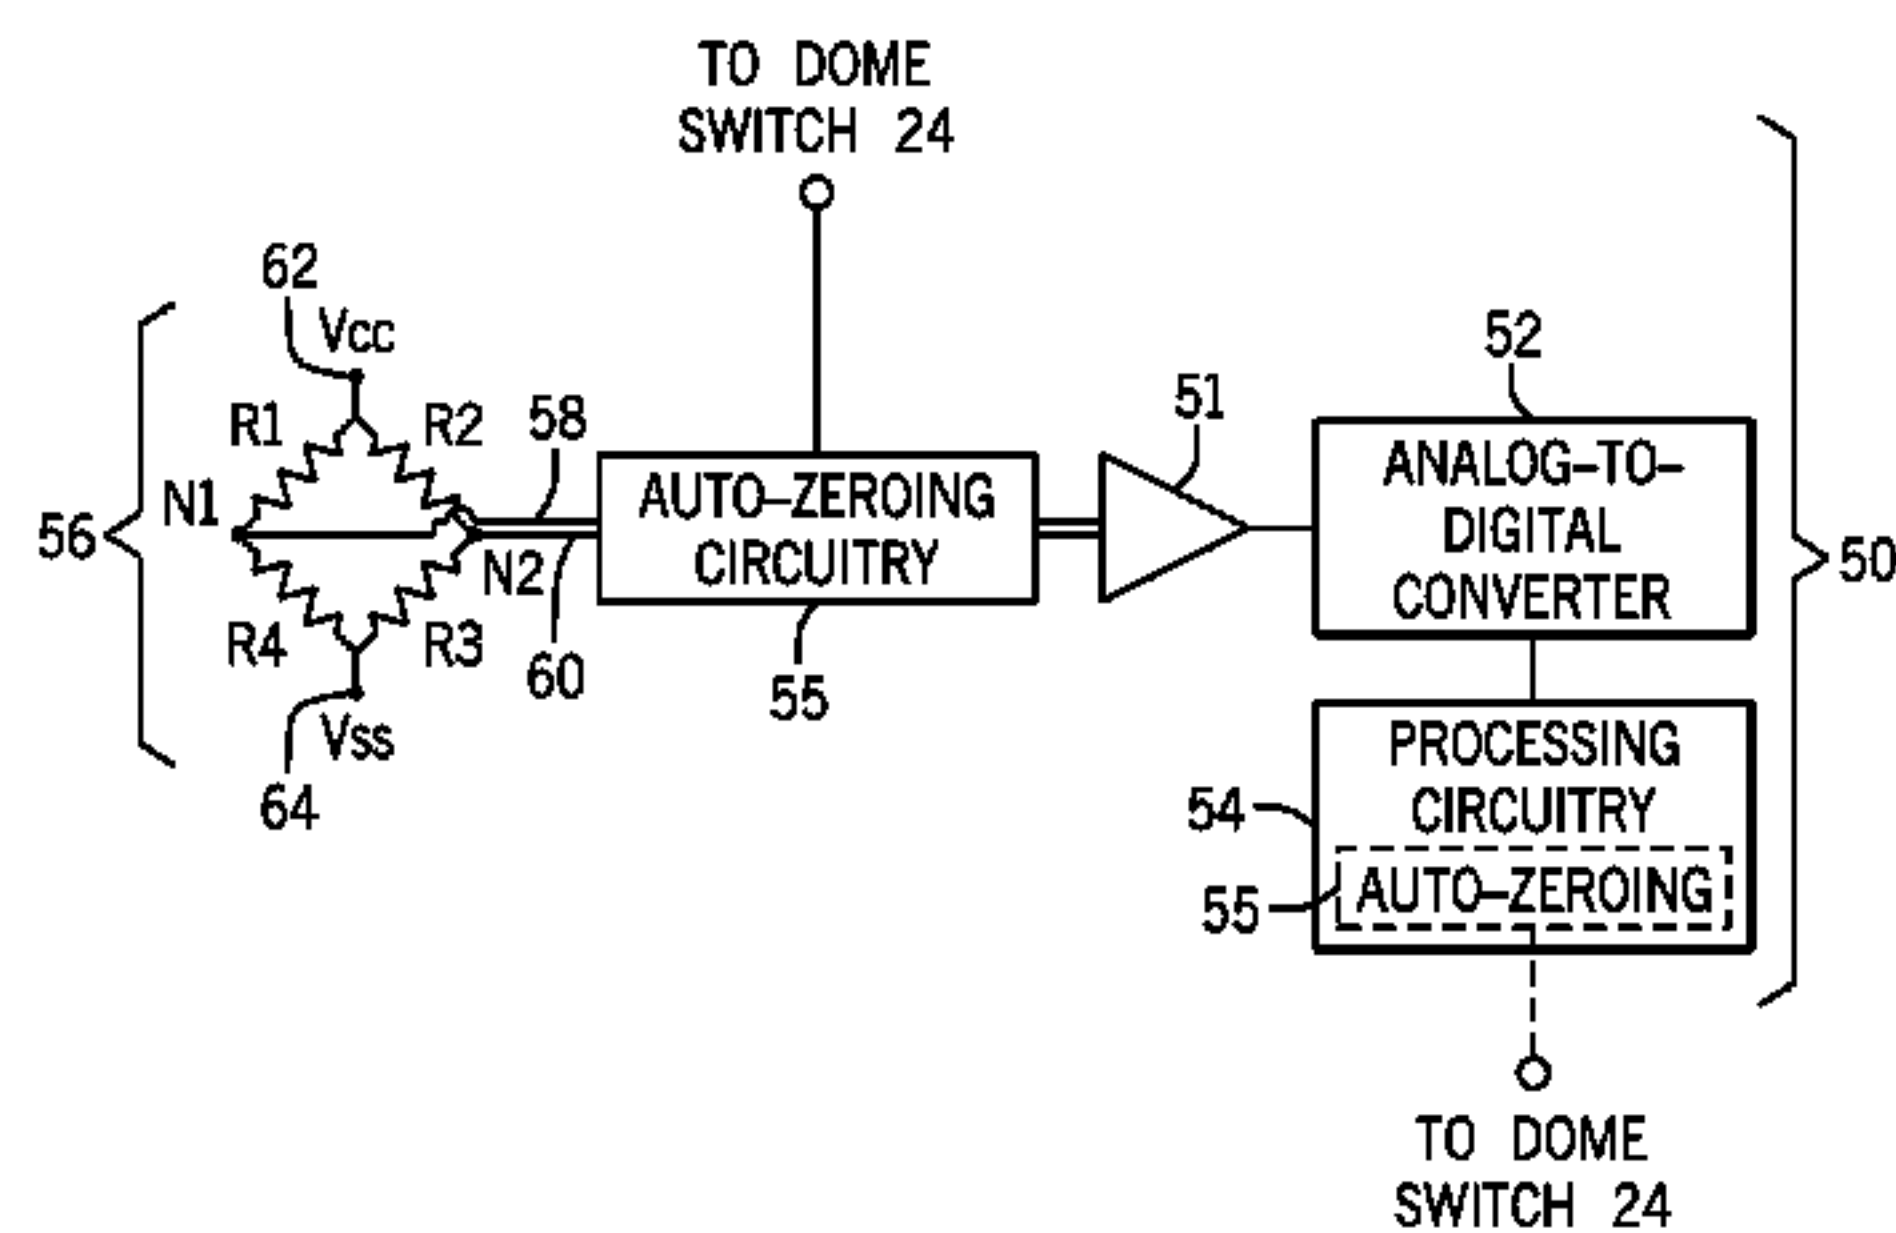 TO DOME
SWITCH 24
62
Vcc
R1
R2
58
N1
56
N2
R4
R3
60
Vss
64
AUTO-ZEROING
CIRCUITRY
55
51
52
ANALOG-TO-
DIGITAL
CONVERTER
50
PROCESSING
CIRCUITRY
54
AUTO-ZEROING
55
TO DOME
SWITCH 24